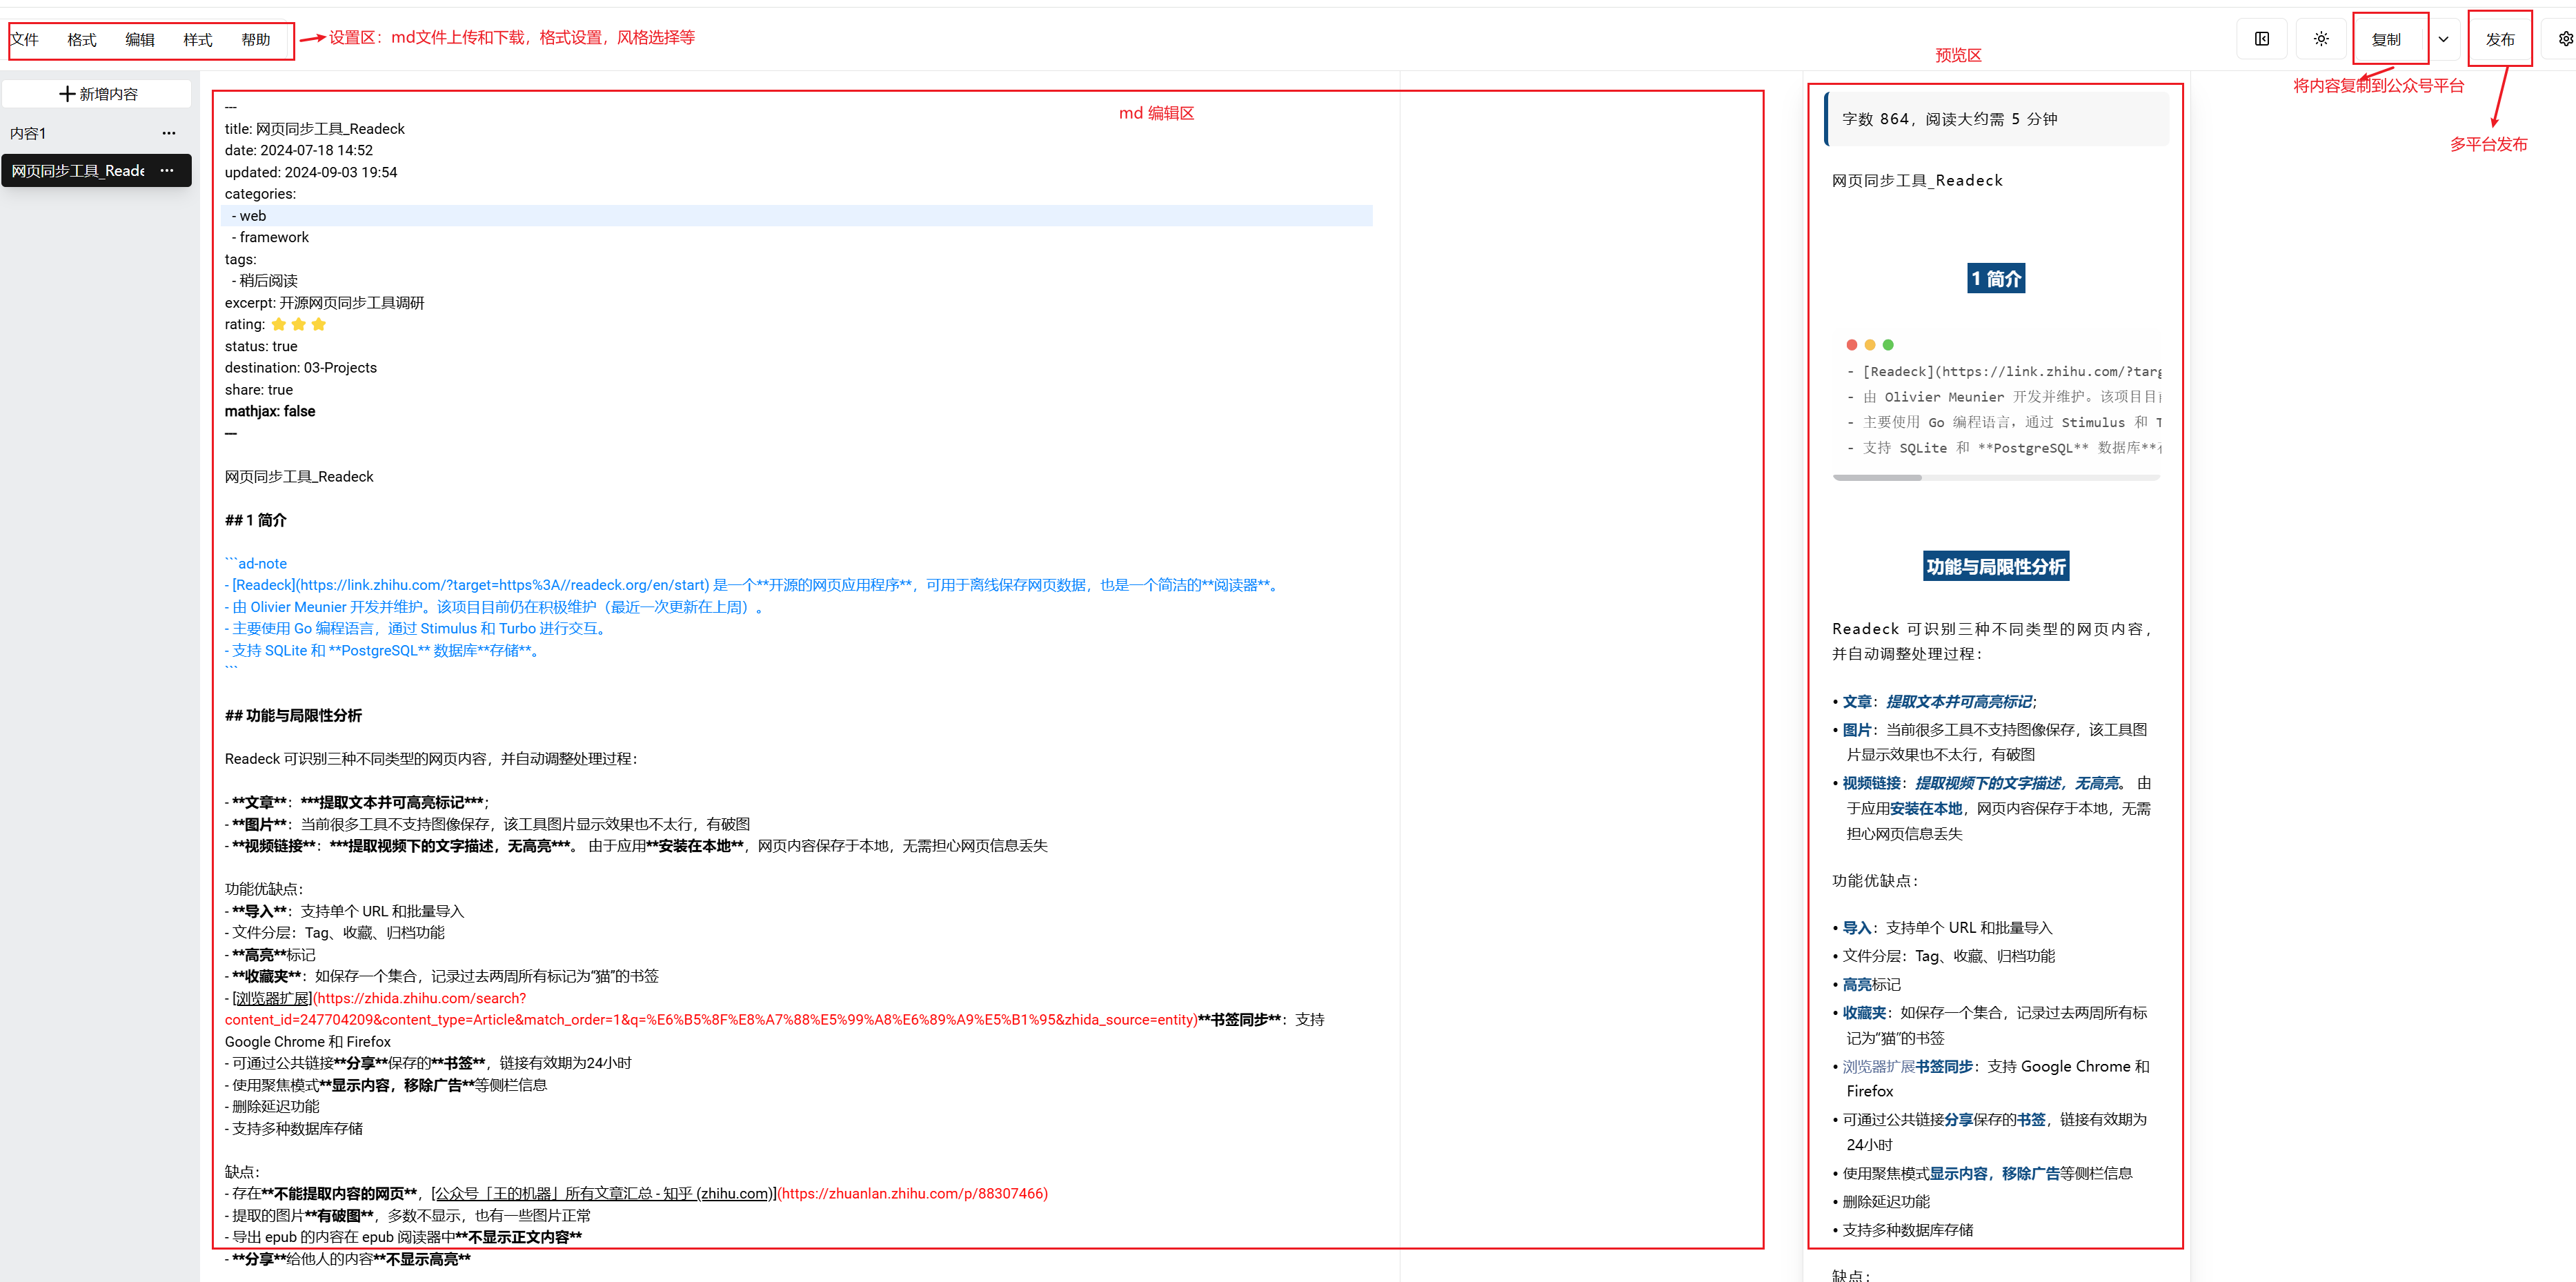 文件 格式 编辑 样式 帮助
设置区：md文件上传和下载，格式设置，风格选择等
预览区
复制
发布
将内容复制到公众号平台
多平台发布
新增内容
内容1
网页同步工具_Reade
md 编辑区
---
title: 网页同步工具_Readeck
date: 2024-07-18 14:52
updated: 2024-09-03 19:54
categories:
- web
- framework
tags:
- 稍后阅读
excerpt: 开源网页同步工具调研
rating: ⭐⭐⭐
status: true
destination: 03-Projects
share: true
mathjax: false
---
网页同步工具_Readeck
## 1 简介
```ad-note
- [Readeck](https://link.zhihu.com/?target=https%3A//readeck.org/en/start) 是一个**开源的网页应用程序**，可用于离线保存网页数据，也是一个简洁的**阅读器**。
- 由 Olivier Meunier 开发并维护。该项目目前仍在积极维护（最近一次更新在上周）。
- 主要使用 Go 编程语言，通过 Stimulus 和 Turbo 进行交互。
- 支持 SQLite 和 **PostgreSQL** 数据库**存储**。
```
## 功能与局限性分析
Readeck 可识别三种不同类型的网页内容，并自动调整处理过程：
- **文章**：***提取文本并可高亮标记***；
- **图片**：当前很多工具不支持图像保存，该工具图片显示效果也不太行，有破图
- **视频链接**：***提取视频下的文字描述，无高亮***。 由于应用**安装在本地**，网页内容保存于本地，无需担心网页信息丢失
功能优缺点：
- **导入**：支持单个 URL 和批量导入
- 文件分层：Tag、收藏、归档功能
- **高亮**标记
- **收藏夹**：如保存一个集合，记录过去两周所有标记为“猫”的书签
- [浏览器扩展](https://zhida.zhihu.com/search?
content_id=247704209&content_type=Article&match_order=1&q=%E6%B5%8F%E8%A7%88%E5%99%A8%E6%89%A9%E5%B1%95&zhida_source=entity)**书签同步**：支持
Google Chrome 和 Firefox
- 可通过公共链接**分享**保存的**书签**，链接有效期为24小时
- 使用聚焦模式**显示内容，移除广告**等侧栏信息
- 删除延迟功能
- 支持多种数据库存储
缺点：
- 存在**不能提取内容的网页**，[公众号「王的机器」所有文章汇总 - 知乎 (zhihu.com)](https://zhuanlan.zhihu.com/p/88307466)
- 提取的图片**有破图**，多数不显示，也有一些图片正常
- 导出 epub 的内容在 epub 阅读器中**不显示正文内容**
- **分享**给他人的内容**不显示高亮**
字数 864，阅读大约需 5 分钟
网页同步工具_Readeck
1 简介
- [Readeck](https://link.zhihu.com/?targ
- 由 Olivier Meunier 开发并维护。该项目目
- 主要使用 Go 编程语言，通过 Stimulus 和 T
- 支持 SQLite 和 **PostgreSQL** 数据库**
功能与局限性分析
Readeck 可识别三种不同类型的网页内容，
并自动调整处理过程：
• 文章：提取文本并可高亮标记；
• 图片：当前很多工具不支持图像保存，该工具图
片显示效果也不太行，有破图
• 视频链接：提取视频下的文字描述，无高亮。 由
于应用安装在本地，网页内容保存于本地，无需
担心网页信息丢失
功能优缺点：
• 导入：支持单个 URL 和批量导入
• 文件分层：Tag、收藏、归档功能
• 高亮标记
• 收藏夹：如保存一个集合，记录过去两周所有标
记为“猫”的书签
• 浏览器扩展书签同步：支持 Google Chrome 和
Firefox
• 可通过公共链接分享保存的书签，链接有效期为
24小时
• 使用聚焦模式显示内容，移除广告等侧栏信息
• 删除延迟功能
• 支持多种数据库存储
缺点：